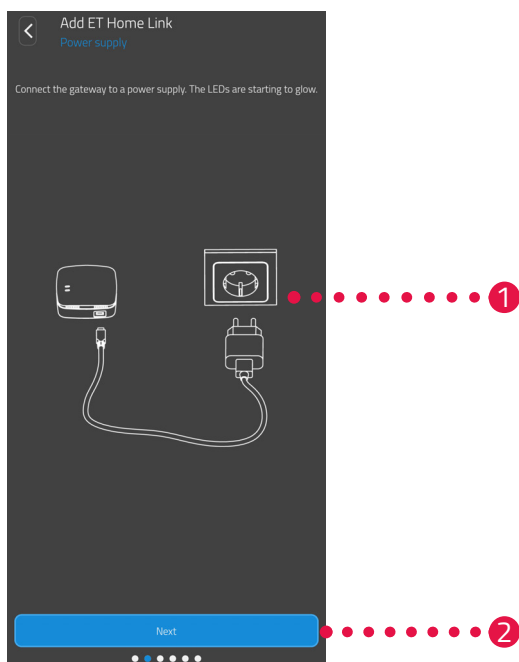 Add ET Home Link
Power supply
Connect the gateway to a power supply. The LEDs are starting to glow.
1
Next
2